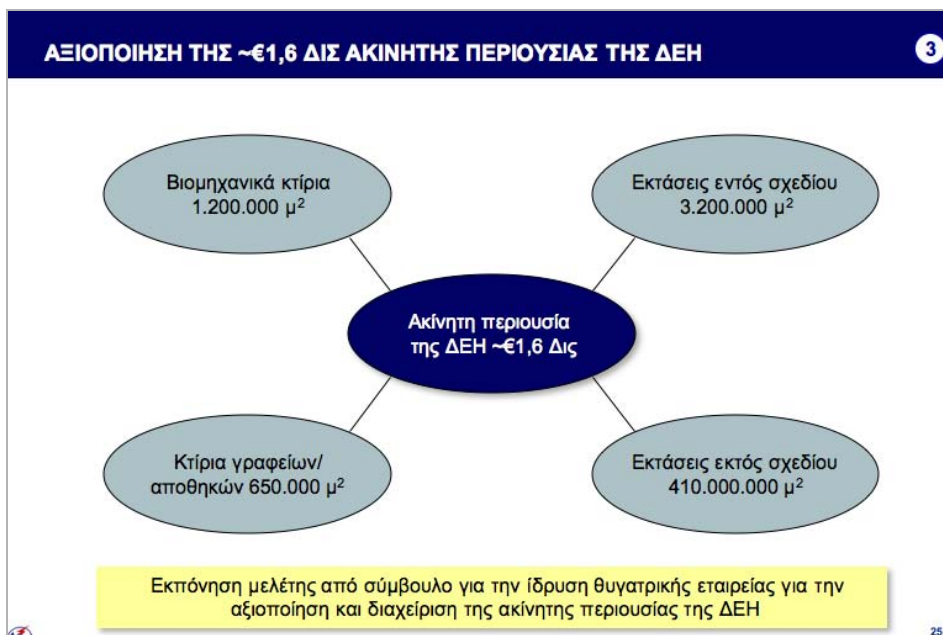 ΑΞΙΟΠΟΙΗΣΗ ΤΗΣ ~€1,6 ΔΙΣ ΑΚΙΝΗΤΗΣ ΠΕΡΙΟΥΣΙΑΣ ΤΗΣ ΔΕΗ
3
Βιομηχανικά κτίρια
1.200.000 μ²
Εκτάσεις εντός σχεδίου
3.200.000 μ²
Ακίνητη περιουσία
της ΔΕΗ ~€1,6 Δις
Κτίρια γραφείων/
αποθηκών 650.000 μ²
Εκτάσεις εκτός σχεδίου
410.000.000 μ²
Εκπόνηση μελέτης από σύμβουλο για την ίδρυση θυγατρικής εταιρείας για την
αξιοποίηση και διαχείριση της ακίνητης περιουσίας της ΔΕΗ
25